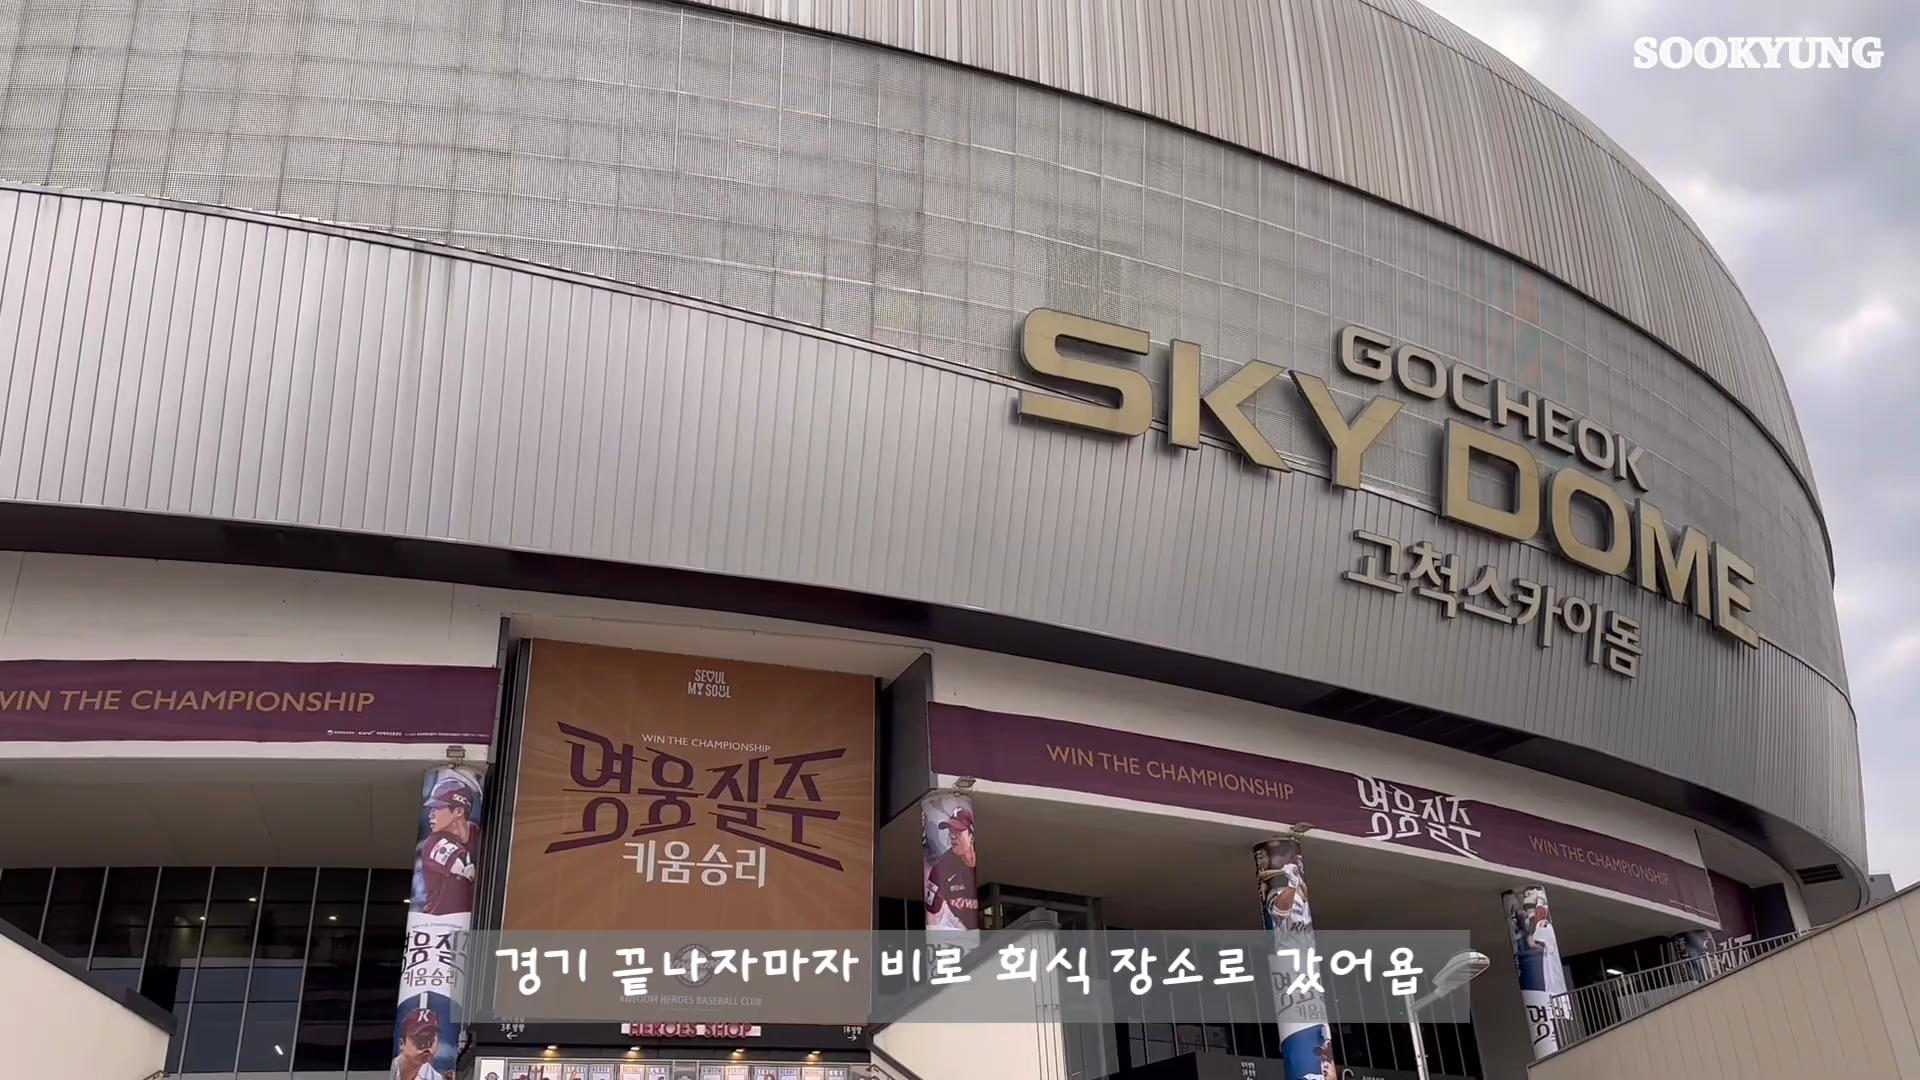 SOOKYUNG
GOCHEOK
SKY DOME
고척스카이돔
WIN THE CHAMPIONSHIP
SEOUL
MY SOUL
WIN THE CHAMPIONSHIP
영웅질주
키움승리
WIN THE CHAMPIONSHIP
영웅질주
WIN THE CHAMPIONSHIP
영웅질
키움승리
경기 끝나자마자 비로 회식 장소로 갔어욥
KIWOOM HEROES BASEBALL CLUB
HEROES SHOP